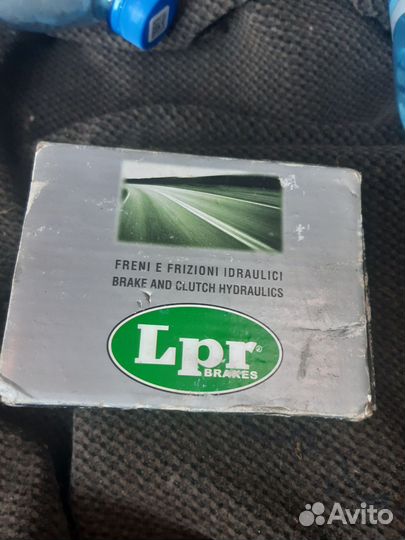 FRENI E FRIZIONI IDRAULICI
BRAKE AND CLUTCH HYDRAULICS
Lpr®
BRAKES
Avito